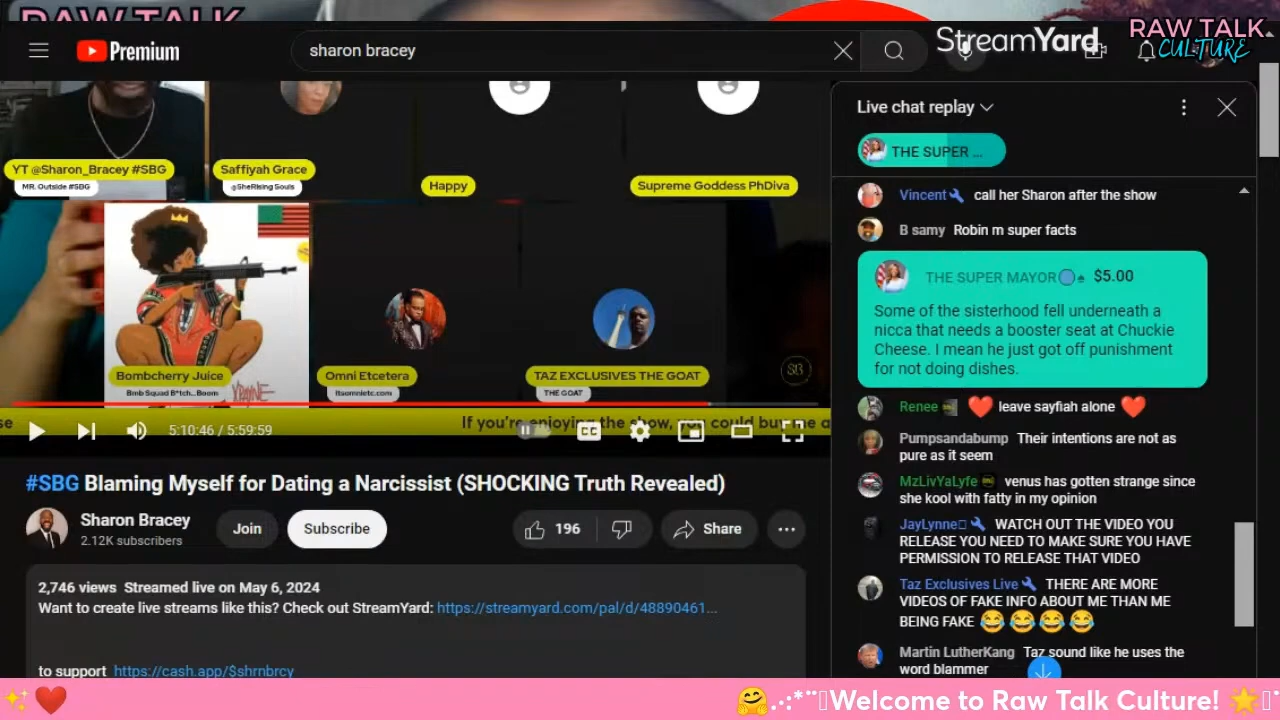 RAW TALK
Premium
sharon bracey
StreamYard
RAW TALK
CULTURE
YT @Sharon_Bracey #SBG
MR. Outside #SBG
Saffiyah Grace
@SheRising Souls
Happy
Supreme Goddess PhDiva
Bombcherry Juice
Bmb Squad B*tch...Boom
Omni Etcetera
Itsomnietc.com
TAZ EXCLUSIVES THE GOAT
THE GOAT
SB
se
If you're enjoying the show, you could buy me a
5:10:46 / 5:59:59
CC
#SBG Blaming Myself for Dating a Narcissist (SHOCKING Truth Revealed)
Sharon Bracey
2.12K subscribers
Join
Subscribe
196
Share
2,746 views Streamed live on May 6, 2024
Want to create live streams like this? Check out StreamYard: https://streamyard.com/pal/d/48890461...
to support https://cash.app/$shrnbrcy
Live chat replay
THE SUPER ...
Vincent call her Sharon after the show
B samy Robin m super facts
THE SUPER MAYOR $5.00
Some of the sisterhood fell underneath a
nicca that needs a booster seat at Chuckie
Cheese. I mean he just got off punishment
for not doing dishes.
Renee ❤️ leave sayfiah alone ❤️
Pumpsandabump Their intentions are not as
pure as it seem
MzLivYaLyfe venus has gotten strange since
she kool with fatty in my opinion
JayLynne WATCH OUT THE VIDEO YOU
RELEASE YOU NEED TO MAKE SURE YOU HAVE
PERMISSION TO RELEASE THAT VIDEO
Taz Exclusives Live THERE ARE MORE
VIDEOS OF FAKE INFO ABOUT ME THAN ME
BEING FAKE 😂😂😂😂
Martin LutherKang Taz sound like he uses the
word blammer
✨❤️ 🤗.·:*¨Welcome to Raw Talk Culture! 🌟